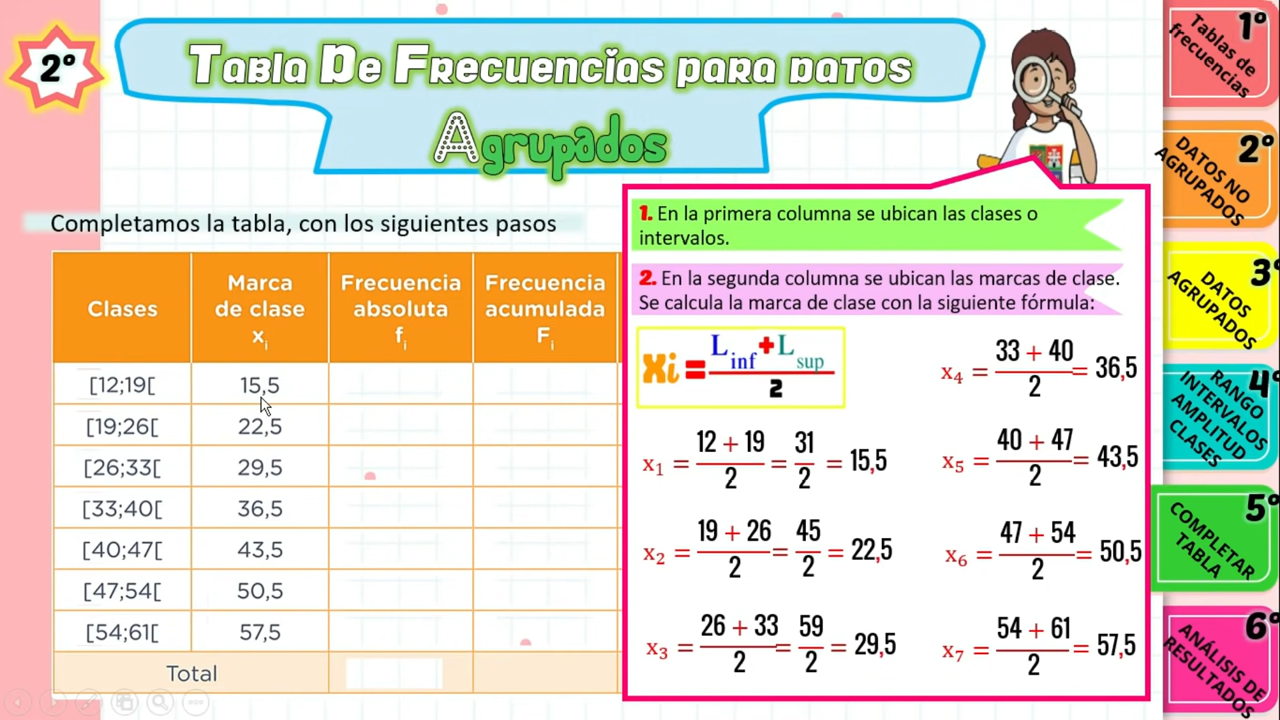 2°
Tabla De Frecuencias para datos
Agrupados
Completamos la tabla, con los siguientes pasos
Clases
Marca
de clase
xi
Frecuencia
absoluta
fi
Frecuencia
acumulada
Fi
[12;19[ 15,5
[19;26[ 22,5
[26;33[ 29,5
[33;40[ 36,5
[40;47[ 43,5
[47;54[ 50,5
[54;61[ 57,5
Total
1. En la primera columna se ubican las clases o
intervalos.
2. En la segunda columna se ubican las marcas de clase.
Se calcula la marca de clase con la siguiente fórmula:
Xi = (Linf + Lsup)/2
x1 = (12 + 19)/2 = 31/2 = 15,5
x2 = (19 + 26)/2 = 45/2 = 22,5
x3 = (26 + 33)/2 = 59/2 = 29,5
x4 = (33 + 40)/2 = 36,5
x5 = (40 + 47)/2 = 43,5
x6 = (47 + 54)/2 = 50,5
x7 = (54 + 61)/2 = 57,5
1°
Tablas de
frecuencias
2°
DATOS NO
AGRUPADOS
3°
DATOS
AGRUPADOS
4°
RANGO
INTERVALOS
AMPLITUD
CLASES
5°
COMPLETAR
TABLA
6°
ANÁLISIS DE
RESULTADOS